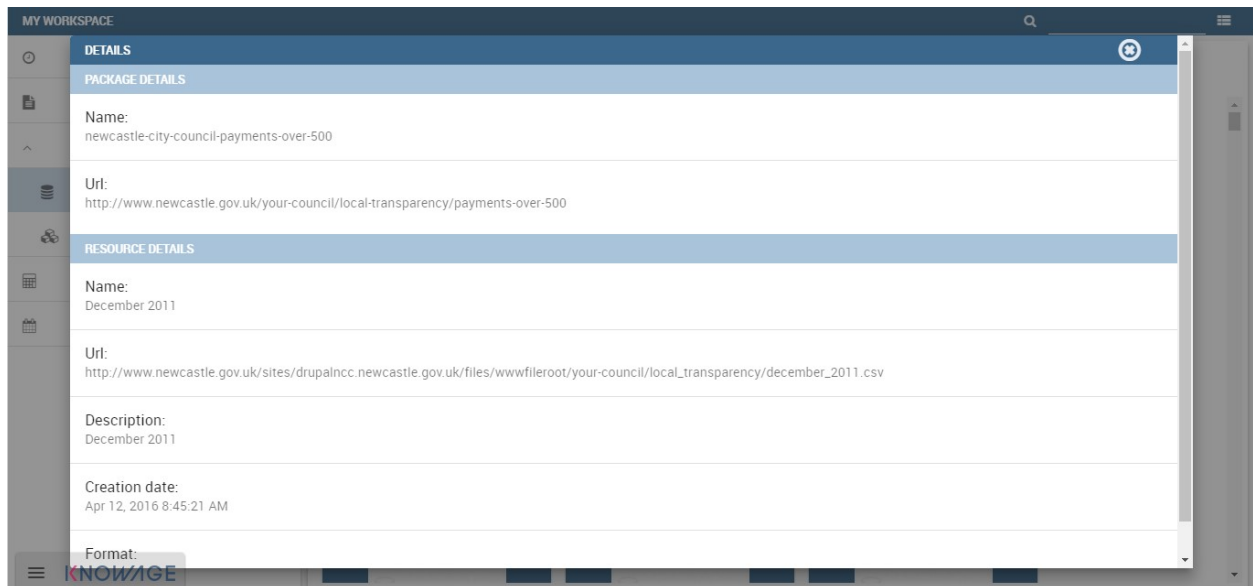 MY WORKSPACE
DETAILS
PACKAGE DETAILS
Name:
newcastle-city-council-payments-over-500
Url:
http://www.newcastle.gov.uk/your-council/local-transparency/payments-over-500
RESOURCE DETAILS
Name:
December 2011
Url:
http://www.newcastle.gov.uk/sites/drupalncc.newcastle.gov.uk/files/wwwfileroot/your-council/local_transparency/december_2011.csv
Description:
December 2011
Creation date:
Apr 12, 2016 8:45:21 AM
Format:
KNOWAGE